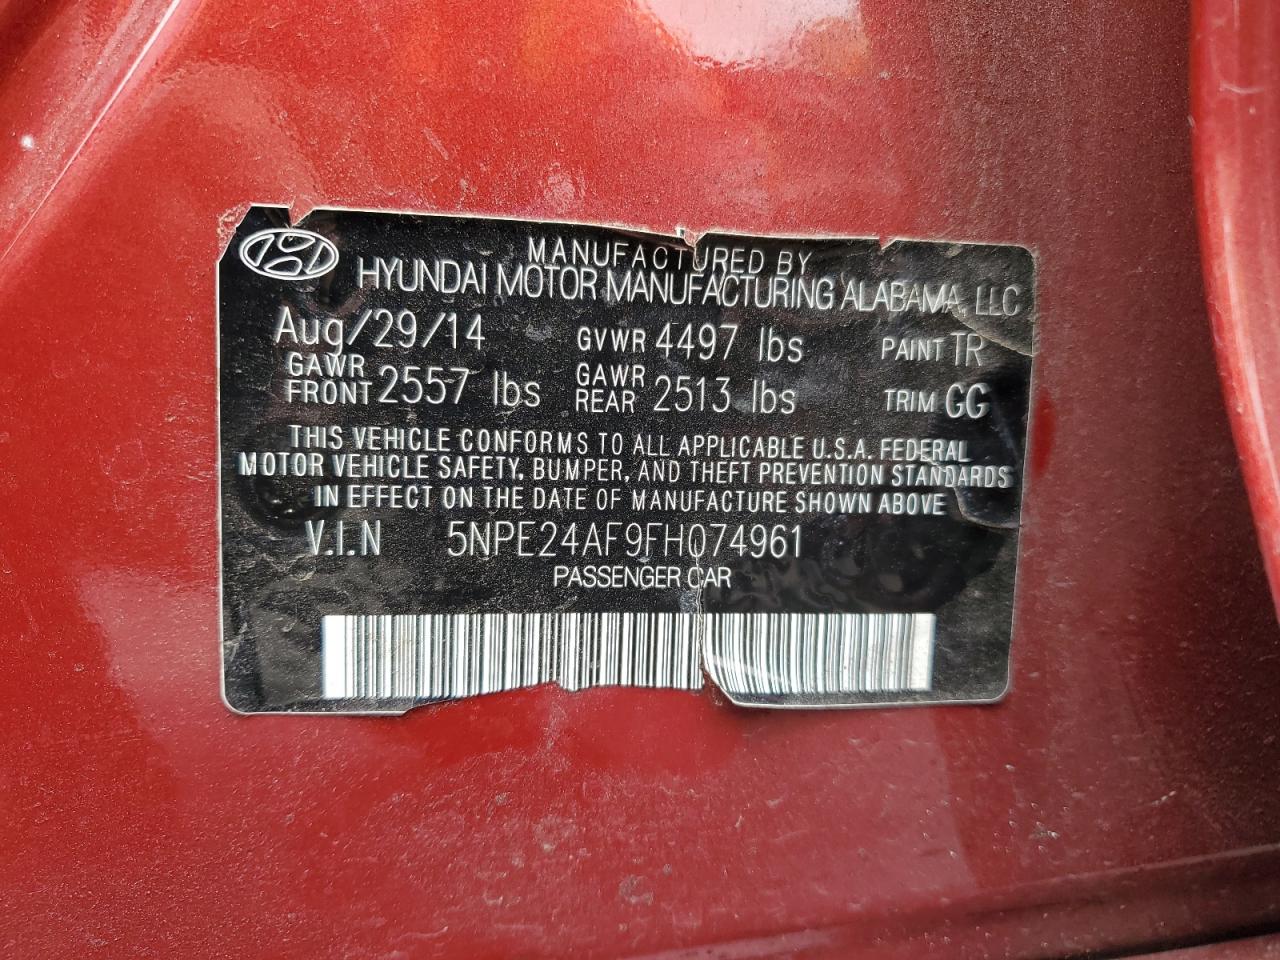 MANUFACTURED BY
HYUNDAI MOTOR MANUFACTURING ALABAMA, LLC
Aug/29/14 GVWR 4497 lbs PAINT TR
GAWR FRONT 2557 lbs GAWR REAR 2513 lbs TRIM GG
THIS VEHICLE CONFORMS TO ALL APPLICABLE U.S.A. FEDERAL
MOTOR VEHICLE SAFETY, BUMPER, AND THEFT PREVENTION STANDARDS
IN EFFECT ON THE DATE OF MANUFACTURE SHOWN ABOVE
V.I.N 5NPE24AF9FH074961
PASSENGER CAR